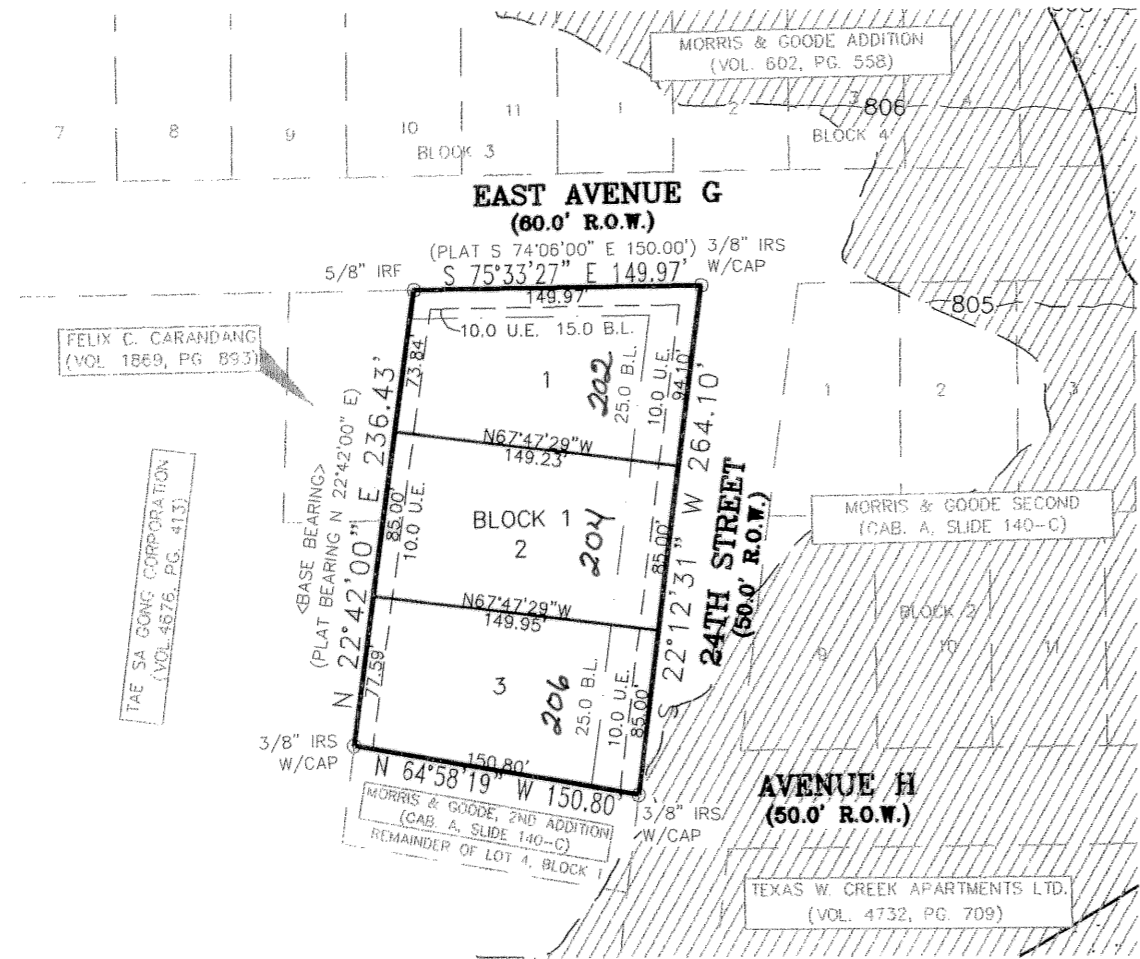 MORRIS & GOODE ADDITION
(VOL. 602, PG. 558)
7
8
9
10
11
BLOCK 3
1
2
3
4
806
BLOCK 4
EAST AVENUE G
(60.0' R.O.W.)
(PLAT S 74°06'00" E 150.00')
3/8" IRS
W/CAP
5/8" IRF
S 75°33'27" E 149.97'
149.97'
10.0 U.E. 15.0 B.L.
805
FELIX C. CARANDANG
(VOL 1869, PG 893)
TAE SA GONG CORPORATION
(VOL 4676, PG. 413)
<BASE BEARING>
(PLAT BEARING N 22°42'00" E)
N 22°42'00" E 236.43'
73.84'
1
202
25.0 B.L.
10.0 U.E.
94.10'
N67°47'29"W
149.23'
85.00'
10.0 U.E.
BLOCK 1
2
204
85.00'
S 22°12'31" W 264.10'
24TH STREET
(50.0' R.O.W.)
1
2
3
MORRIS & GOODE SECOND
(CAB. A, SLIDE 140-C)
N67°47'29"W
149.95'
BLOCK 2
9
10
11
77.59'
3
206
25.0 B.L.
10.0 U.E.
85.00'
3/8" IRS
W/CAP
150.80'
N 64°58'19" W 150.80'
MORRIS & GOODE, 2ND ADDITION
(CAB. A, SLIDE 140-C)
REMAINDER OF LOT 4, BLOCK 1
3/8" IRS
W/CAP
AVENUE H
(50.0' R.O.W.)
TEXAS W. CREEK APARTMENTS LTD.
(VOL. 4732, PG. 709)